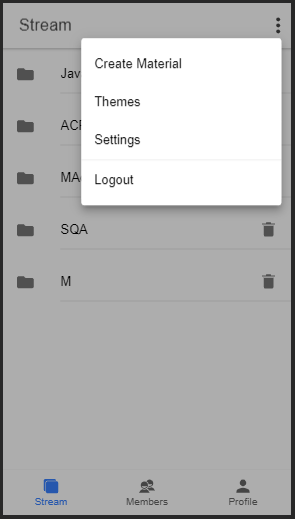 Stream
Create Material
Themes
Settings
Logout
SQA
M
Stream
Members
Profile